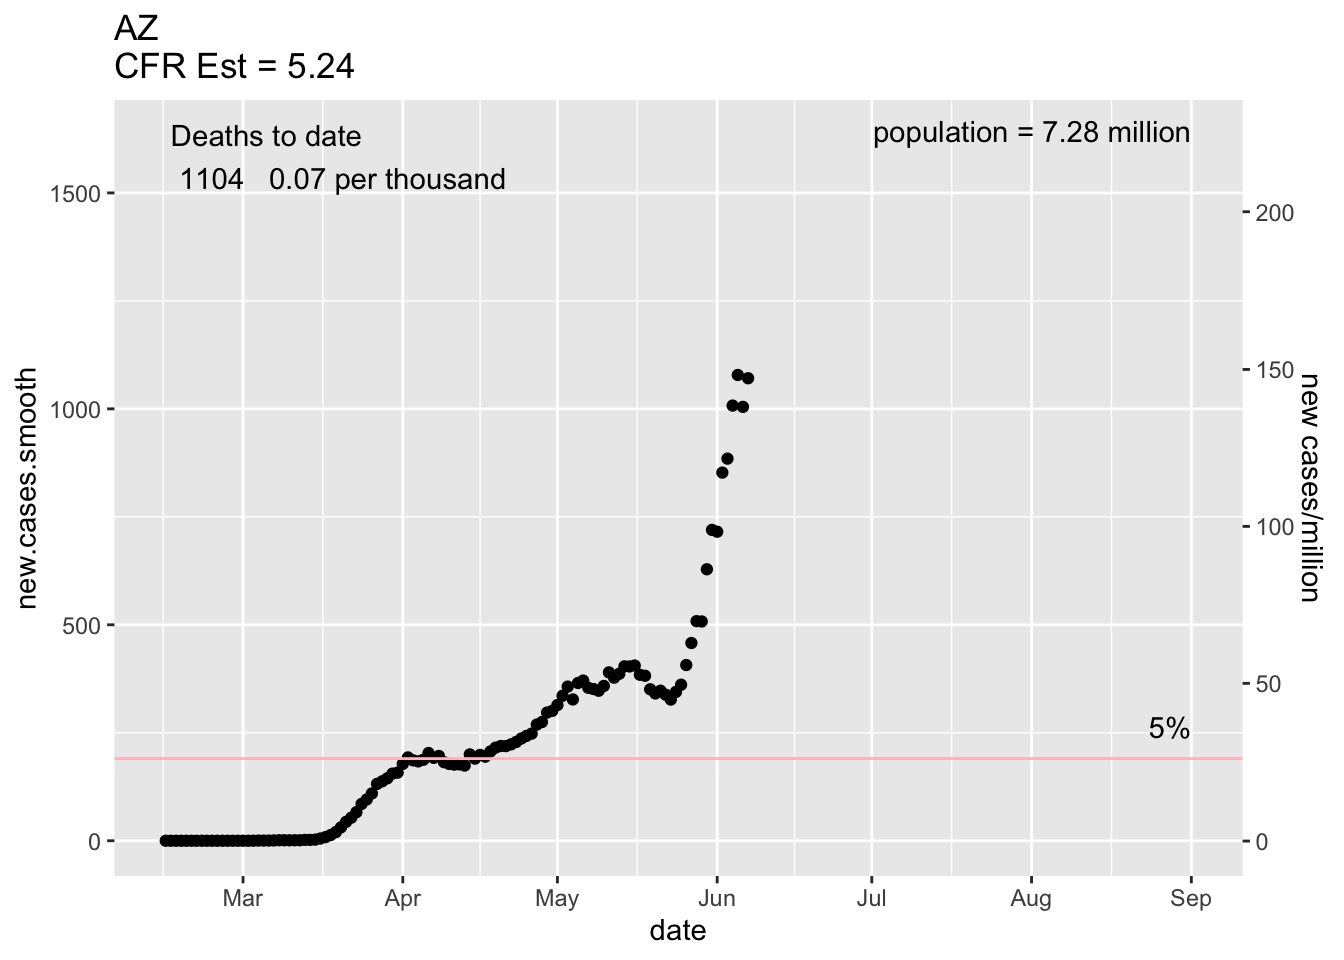 AZ
CFR Est = 5.24
Deaths to date
1104 0.07 per thousand
population = 7.28 million
1500
1000
500
0
new.cases.smooth
200
150
100
50
0
new cases/million
5%
Mar Apr May Jun Jul Aug Sep
date